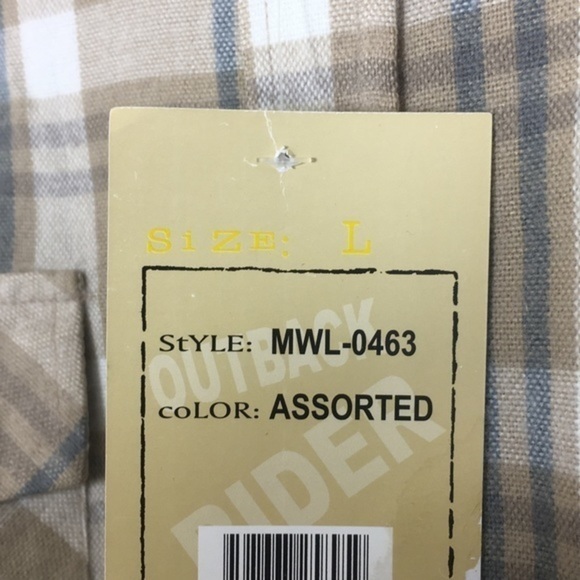 SiZE: L
OUTBACK
StYLE: MWL-0463
coLOR: ASSORTED
RIDER